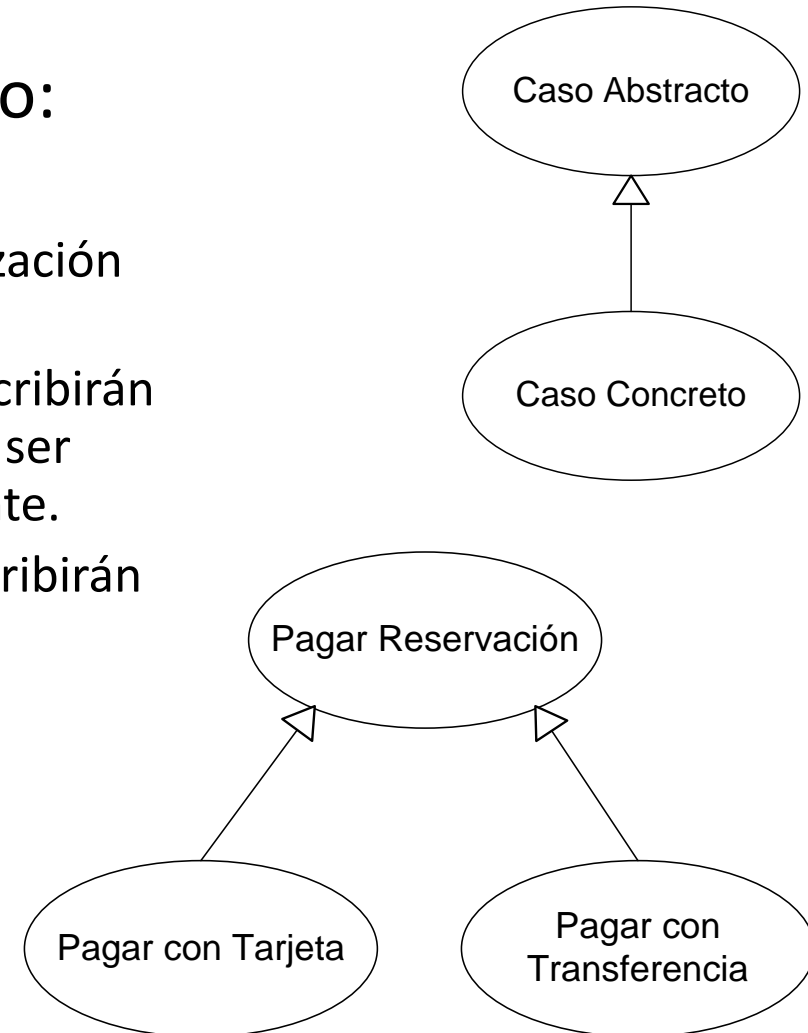 o:
zación
cribirán
ser
te.
ribirán
Caso Abstracto
Caso Concreto
Pagar Reservación
Pagar con Tarjeta
Pagar con
Transferencia